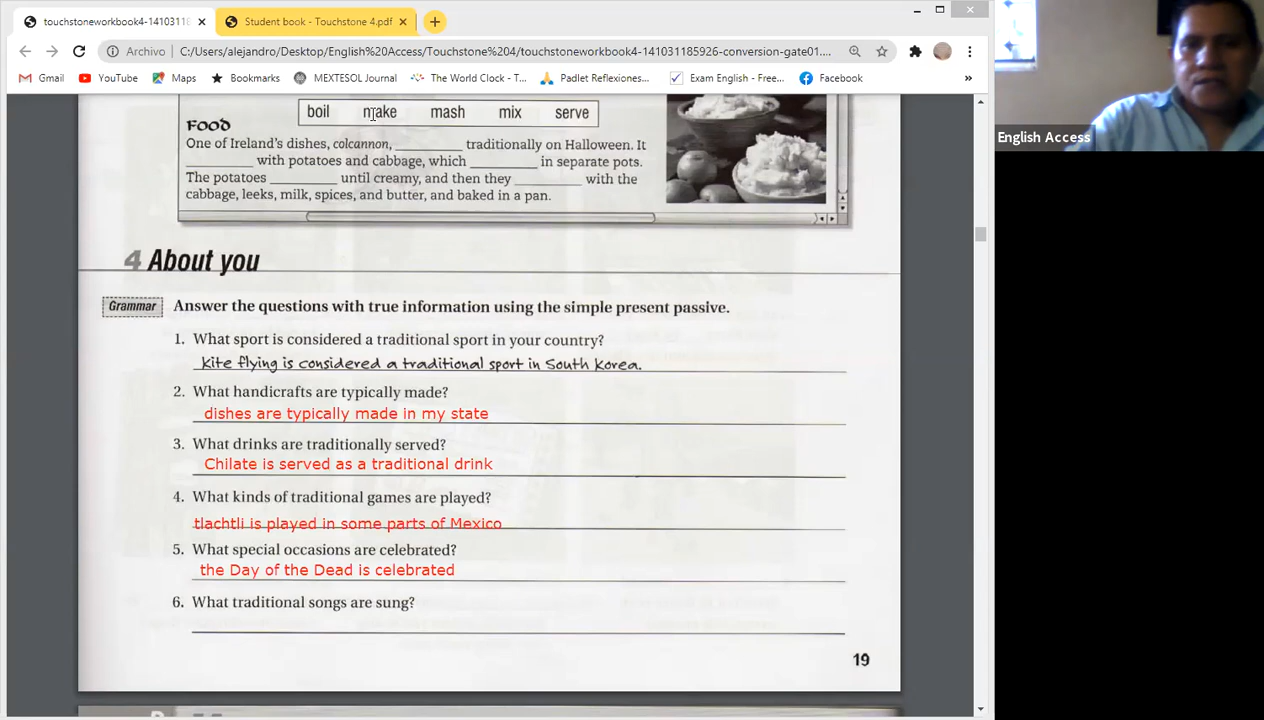 touchstoneworkbook4-1410311185
Student book - Touchstone 4.pdf
Archivo C:/Users/alejandro/Desktop/English%20Access/Touchstone%204/touchstoneworkbook4-141031185926-conversion-gate01....
Gmail YouTube Maps Bookmarks MEXTESOL Journal The World Clock - T... Padlet Reflexiones... Exam English - Free... Facebook »
English Access
boil make mash mix serve
FOOD
One of Ireland's dishes, colcannon, __________ traditionally on Halloween. It
__________ with potatoes and cabbage, which __________ in separate pots.
The potatoes __________ until creamy, and then they __________ with the
cabbage, leeks, milk, spices, and butter, and baked in a pan.
4 About you
Grammar Answer the questions with true information using the simple present passive.
1. What sport is considered a traditional sport in your country?
Kite flying is considered a traditional sport in South Korea.
2. What handicrafts are typically made?
dishes are typically made in my state
3. What drinks are traditionally served?
Chilate is served as a traditional drink
4. What kinds of traditional games are played?
tlachtli is played in some parts of Mexico
5. What special occasions are celebrated?
the Day of the Dead is celebrated
6. What traditional songs are sung?
19